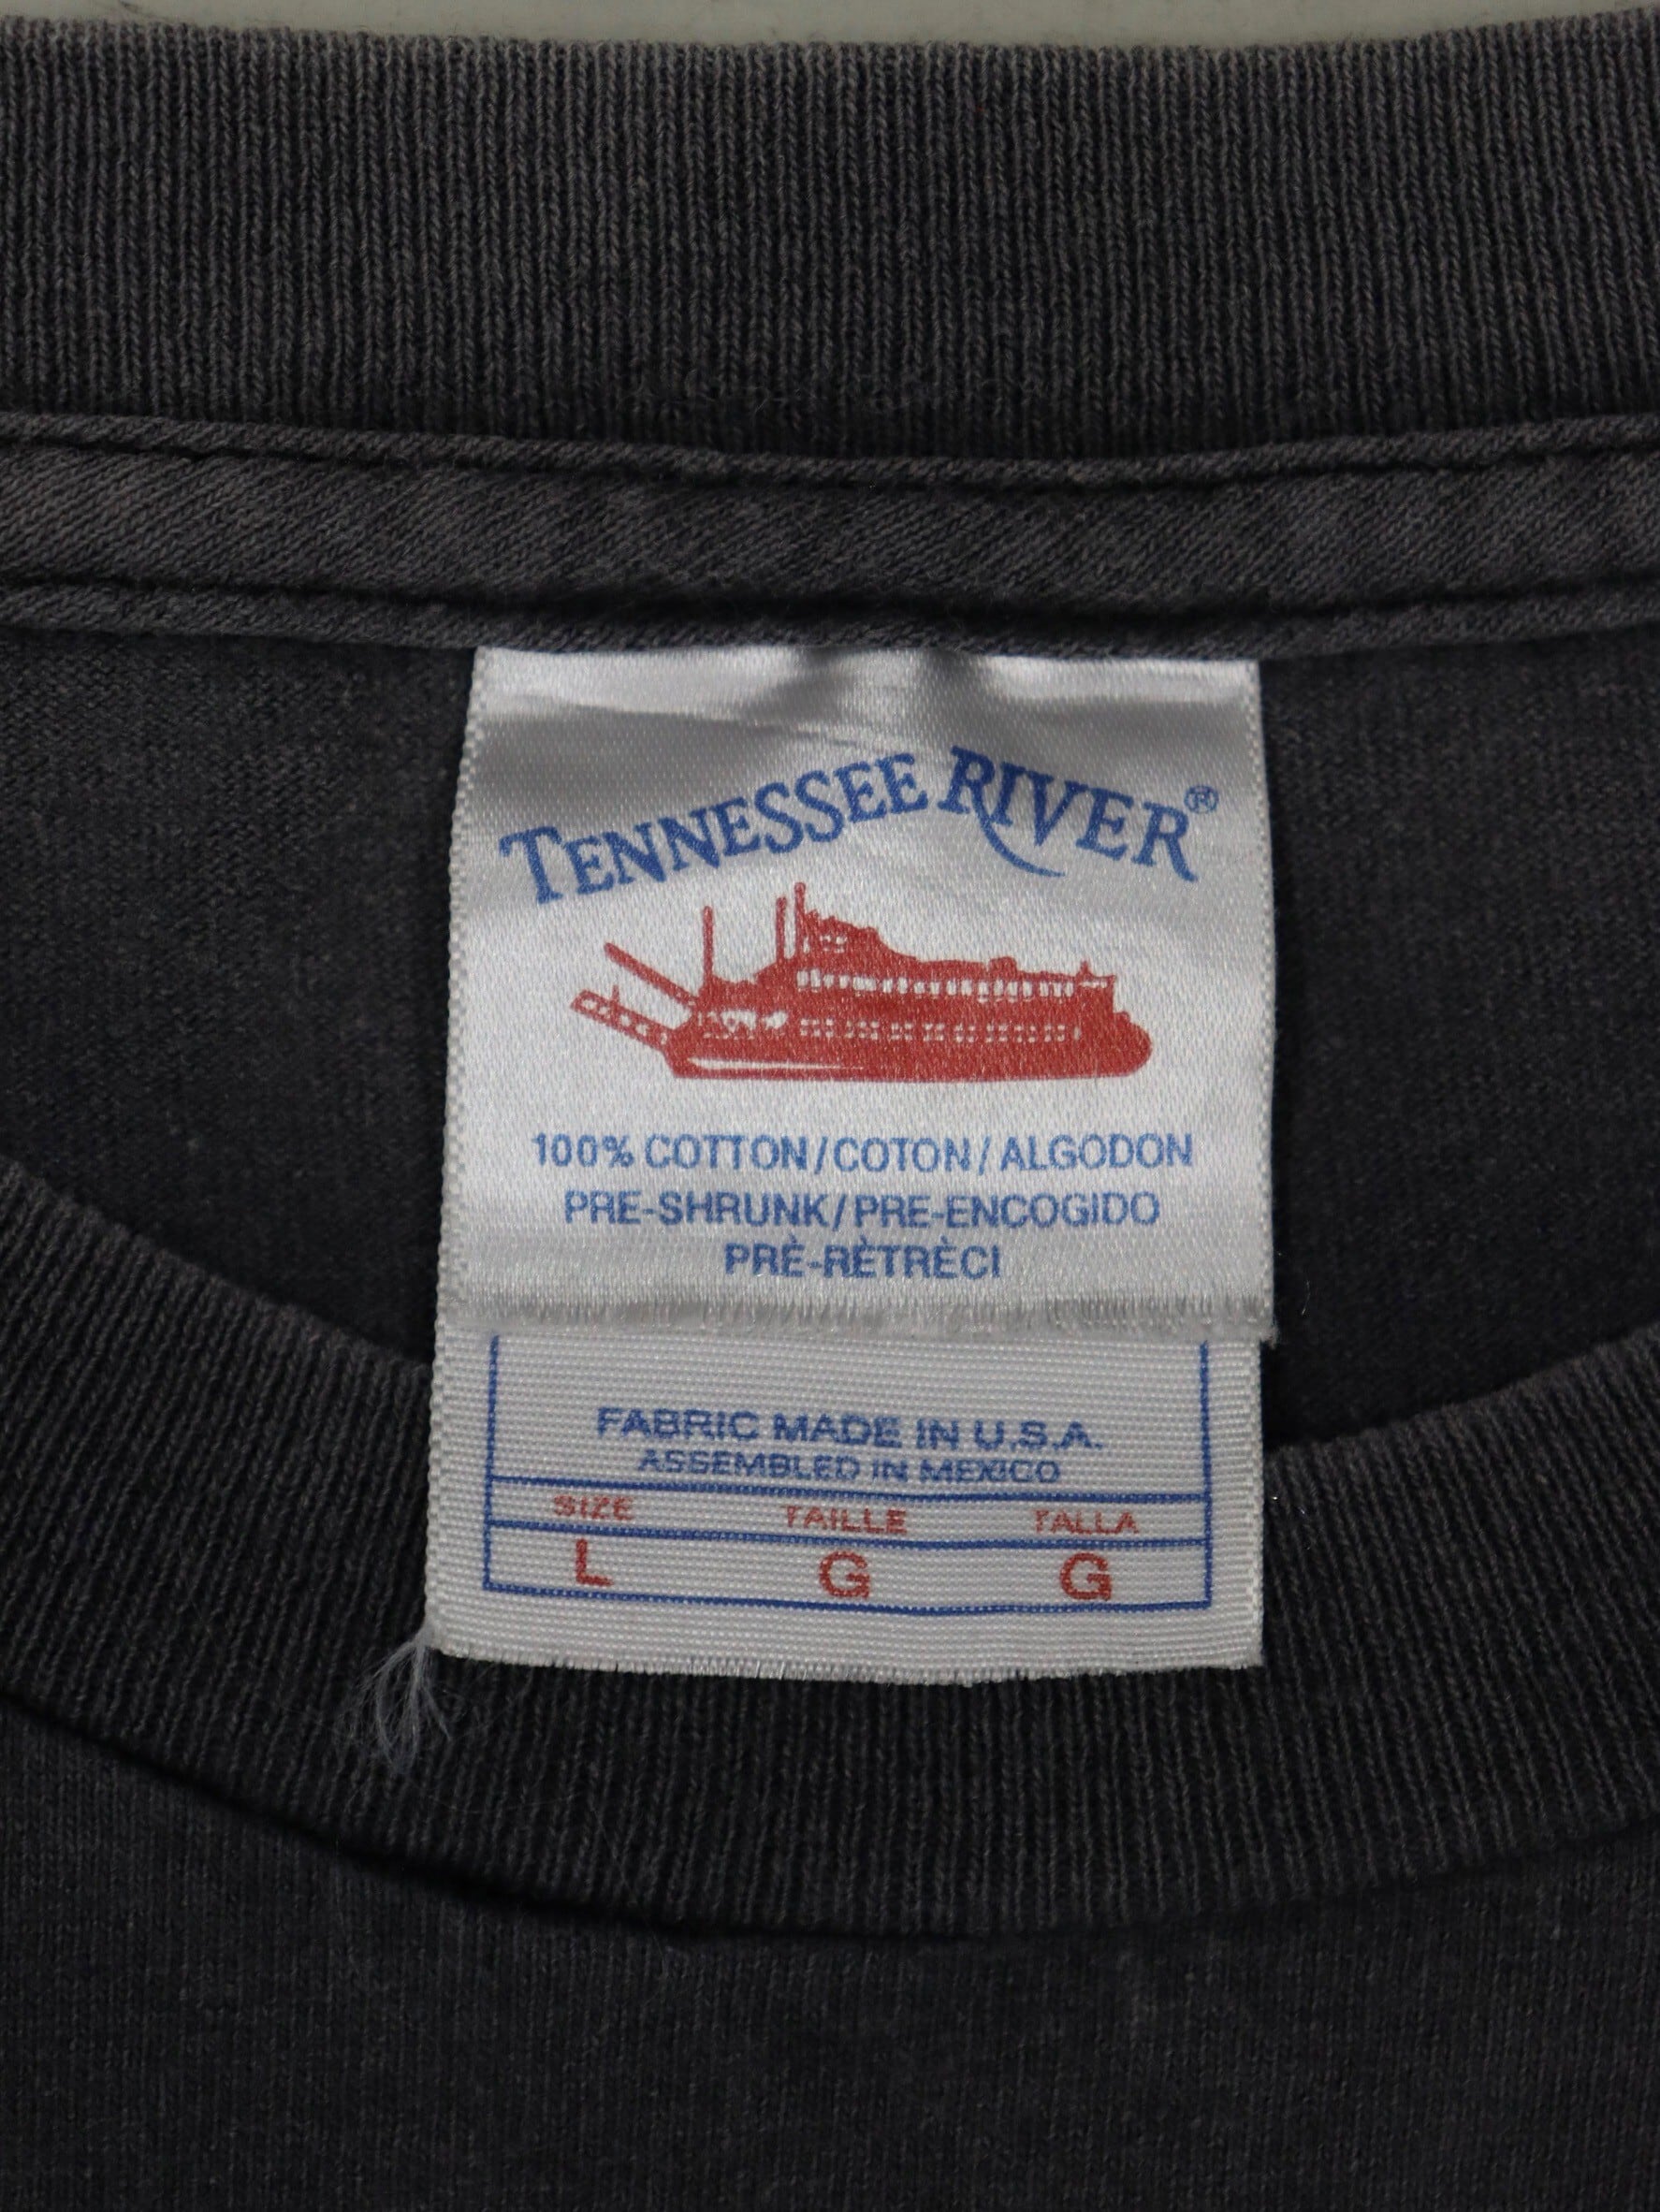 TENNESSEE RIVER®
100% COTTON/COTON/ALGODON
PRE-SHRUNK/PRE-ENCOGIDO
PRÈ-RÈTRÈCI
FABRIC MADE IN U.S.A.
ASSEMBLED IN MEXICO
SIZE TAILLE TALLA
L G G